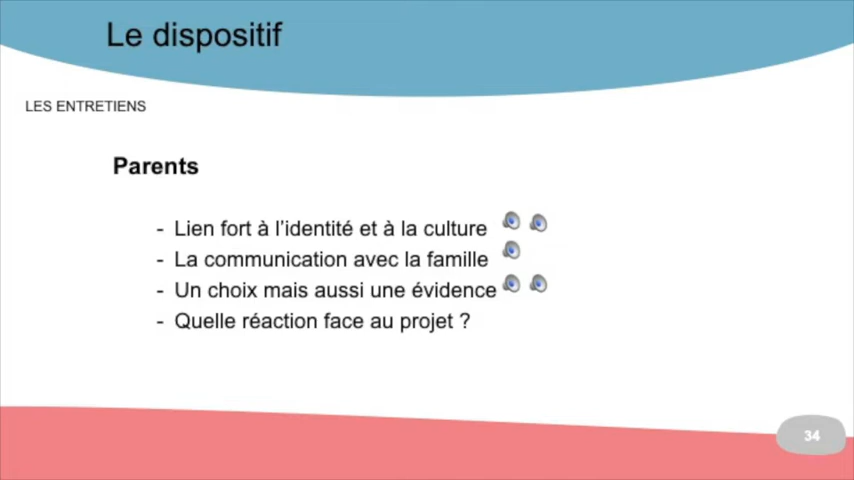 Le dispositif
LES ENTRETIENS
Parents
- Lien fort à l'identité et à la culture
- La communication avec la famille
- Un choix mais aussi une évidence
- Quelle réaction face au projet ?
34